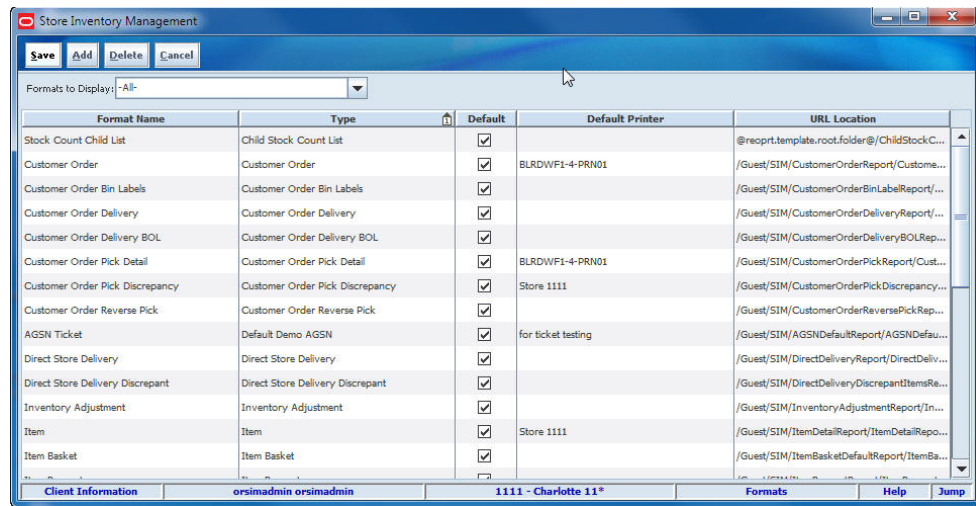 Store Inventory Management
Save Add Delete Cancel
Formats to Display: -All-
Format Name Type 1 Default Default Printer URL Location
Stock Count Child List Child Stock Count List @reoprt.template.root.folder@/ChildStockC...
Customer Order Customer Order BLRDWF1-4-PRN01 /Guest/SIM/CustomerOrderReport/Custome...
Customer Order Bin Labels Customer Order Bin Labels /Guest/SIM/CustomerOrderBinLabelReport/...
Customer Order Delivery Customer Order Delivery /Guest/SIM/CustomerOrderDeliveryReport/...
Customer Order Delivery BOL Customer Order Delivery BOL /Guest/SIM/CustomerOrderDeliveryBOLRep...
Customer Order Pick Detail Customer Order Pick Detail BLRDWF1-4-PRN01 /Guest/SIM/CustomerOrderPickReport/Cust...
Customer Order Pick Discrepancy Customer Order Pick Discrepancy Store 1111 /Guest/SIM/CustomerOrderPickDiscrepancy...
Customer Order Reverse Pick Customer Order Reverse Pick /Guest/SIM/CustomerOrderReversePickRep...
AGSN Ticket Default Demo AGSN for ticket testing /Guest/SIM/AGSNDefaultReport/AGSNDefau...
Direct Store Delivery Direct Store Delivery /Guest/SIM/DirectDeliveryReport/DirectDeliv...
Direct Store Delivery Discrepant Direct Store Delivery Discrepant /Guest/SIM/DirectDeliveryDiscrepantItemsRe...
Inventory Adjustment Inventory Adjustment /Guest/SIM/InventoryAdjustmentReport/In...
Item Item Store 1111 /Guest/SIM/ItemDetailReport/ItemDetailRepo...
Item Basket Item Basket /Guest/SIM/ItemBasketDefaultReport/ItemBa...
Client Information orsimadmin orsimadmin 1111 - Charlotte 11* Formats Help Jump